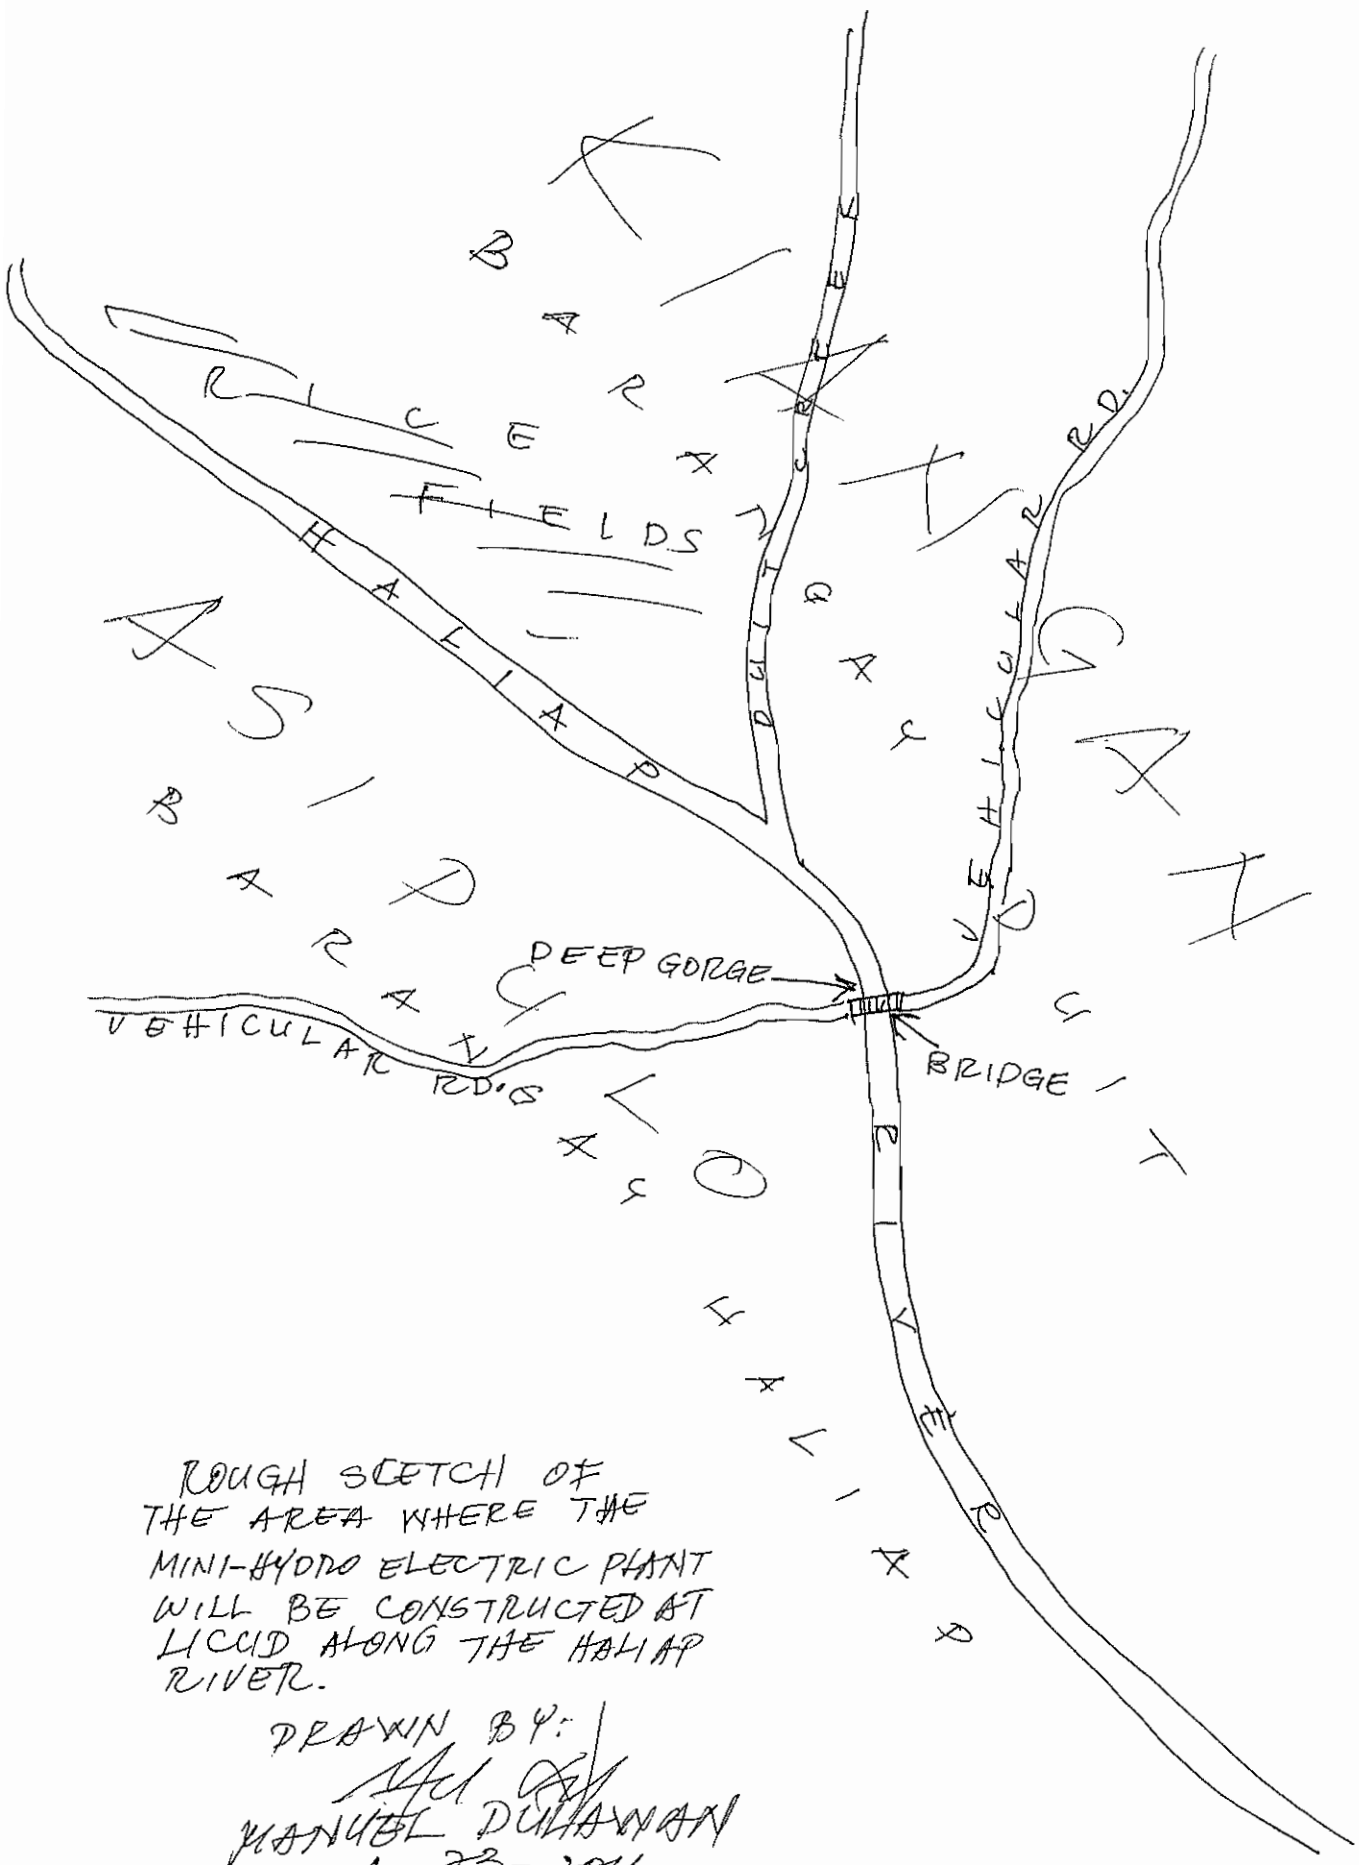 KIANGAN
BARANGAY DUIT
DUIT CREEK
VEHICULAR RD.
RICE
FIELDS
HALIAP RIVER
ASIPULO
BARANGAY HALIAP
DEEP GORGE
VEHICULAR RD.
BRIDGE
ROUGH SKETCH OF
THE AREA WHERE THE
MINI-HYDRO ELECTRIC PLANT
WILL BE CONSTRUCTED AT
LICUD ALONG THE HALIAP
RIVER.
DRAWN BY:
MANUEL DULAWAN